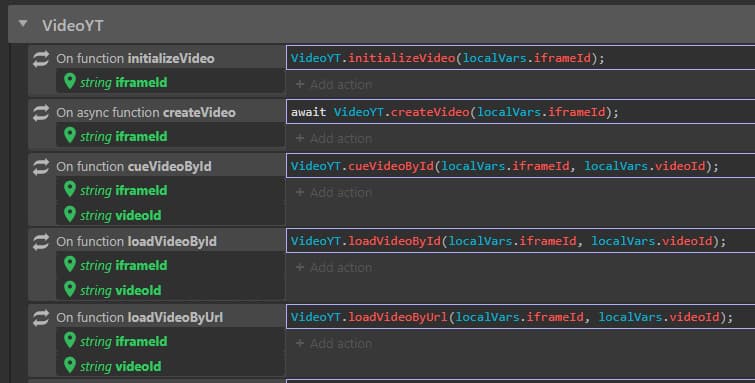 VideoYT
On function initializeVideo VideoYT.initializeVideo(localVars.iframeId);
string iframeId + Add action
On async function createVideo await VideoYT.createVideo(localVars.iframeId);
string iframeId + Add action
On function cueVideoById VideoYT.cueVideoById(localVars.iframeId, localVars.videoId);
string iframeId + Add action
string videoId
On function loadVideoById VideoYT.loadVideoById(localVars.iframeId, localVars.videoId);
string iframeId + Add action
string videoId
On function loadVideoByUrl VideoYT.loadVideoByUrl(localVars.iframeId, localVars.videoId);
string iframeId + Add action
string videoId